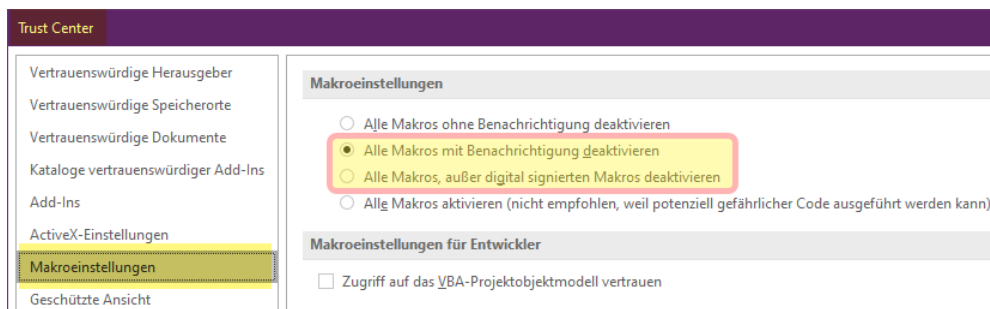 Trust Center
Vertrauenswürdige Herausgeber
Vertrauenswürdige Speicherorte
Vertrauenswürdige Dokumente
Kataloge vertrauenswürdiger Add-Ins
Add-Ins
ActiveX-Einstellungen
Makroeinstellungen
Geschützte Ansicht
Makroeinstellungen
Alle Makros ohne Benachrichtigung deaktivieren
Alle Makros mit Benachrichtigung deaktivieren
Alle Makros, außer digital signierten Makros deaktivieren
Alle Makros aktivieren (nicht empfohlen, weil potenziell gefährlicher Code ausgeführt werden kann)
Makroeinstellungen für Entwickler
Zugriff auf das VBA-Projektobjektmodell vertrauen